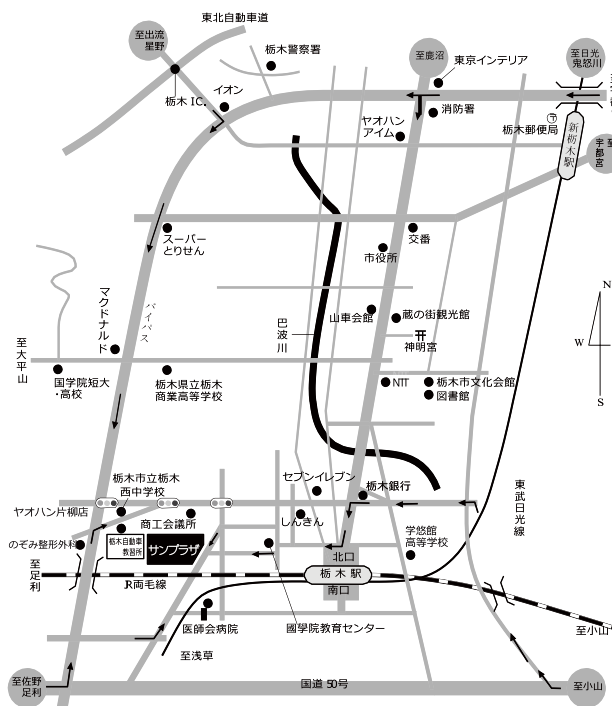 東北自動車道
至出流
星野
栃木警察署
至鹿沼
東京インテリア
至日光
鬼怒川
栃木 IC.
イオン
消防署
ヤオハン
アイム
栃木郵便局
〒
新栃木駅
至
宇都宮
スーパー
とりせん
交番
市役所
マクドナルド
バイパス
巴波川
山車会館
蔵の街観光館
神明宮
N
W
S
至大平山
国学院短大
・高校
栃木県立栃木
商業高等学校
NTT
栃木市文化会館
図書館
栃木市立栃木
西中学校
セブンイレブン
栃木銀行
東武日光線
ヤオハン片柳店
商工会議所
しんきん
学悠館
高等学校
のぞみ整形外科
栃木自動車
教習所
サンプラザ
北口
至足利
JR両毛線
栃木駅
南口
医師会病院
國學院教育センター
至小山
至浅草
至佐野
足利
国道 50号
至小山